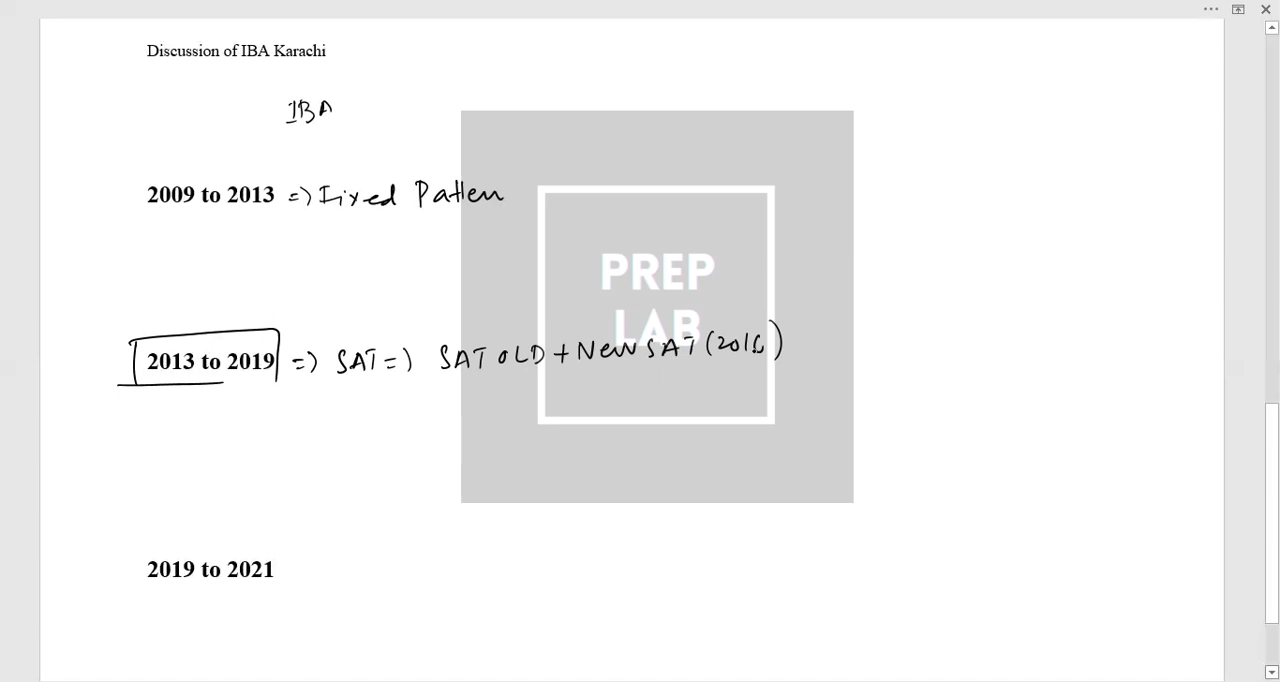 Discussion of IBA Karachi
IBA
2009 to 2013 => Fixed Pattern
PREP
LAB
2013 to 2019 => SAT => SAT OLD + New SAT (2016)
2019 to 2021